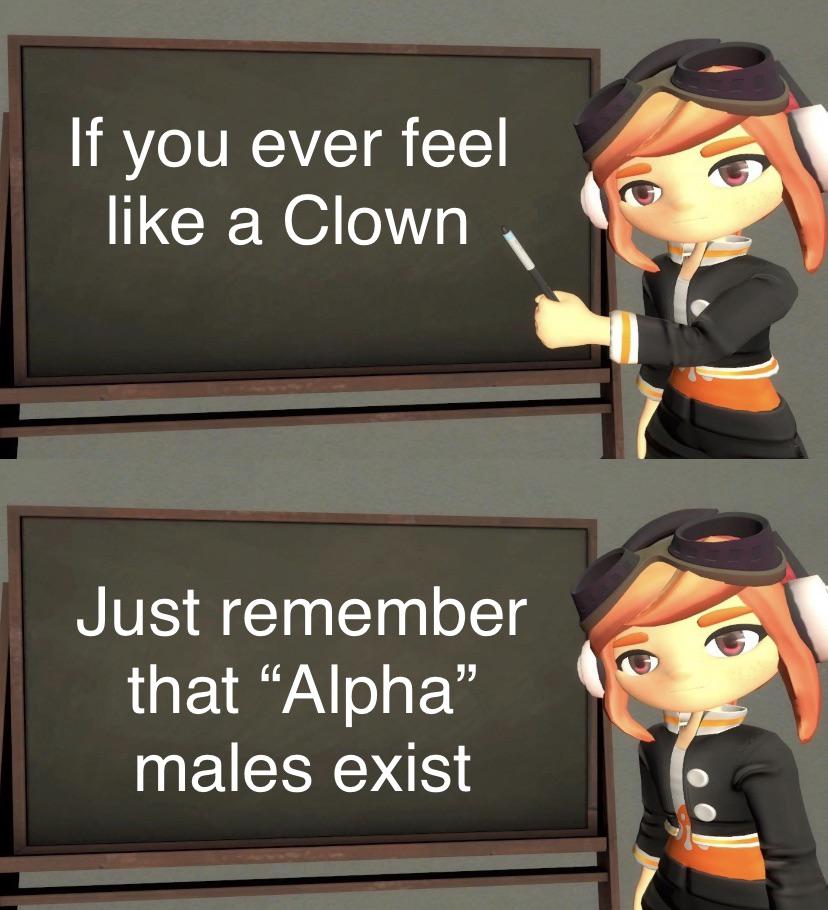 If you ever feel
like a Clown
Just remember
that “Alpha”
males exist